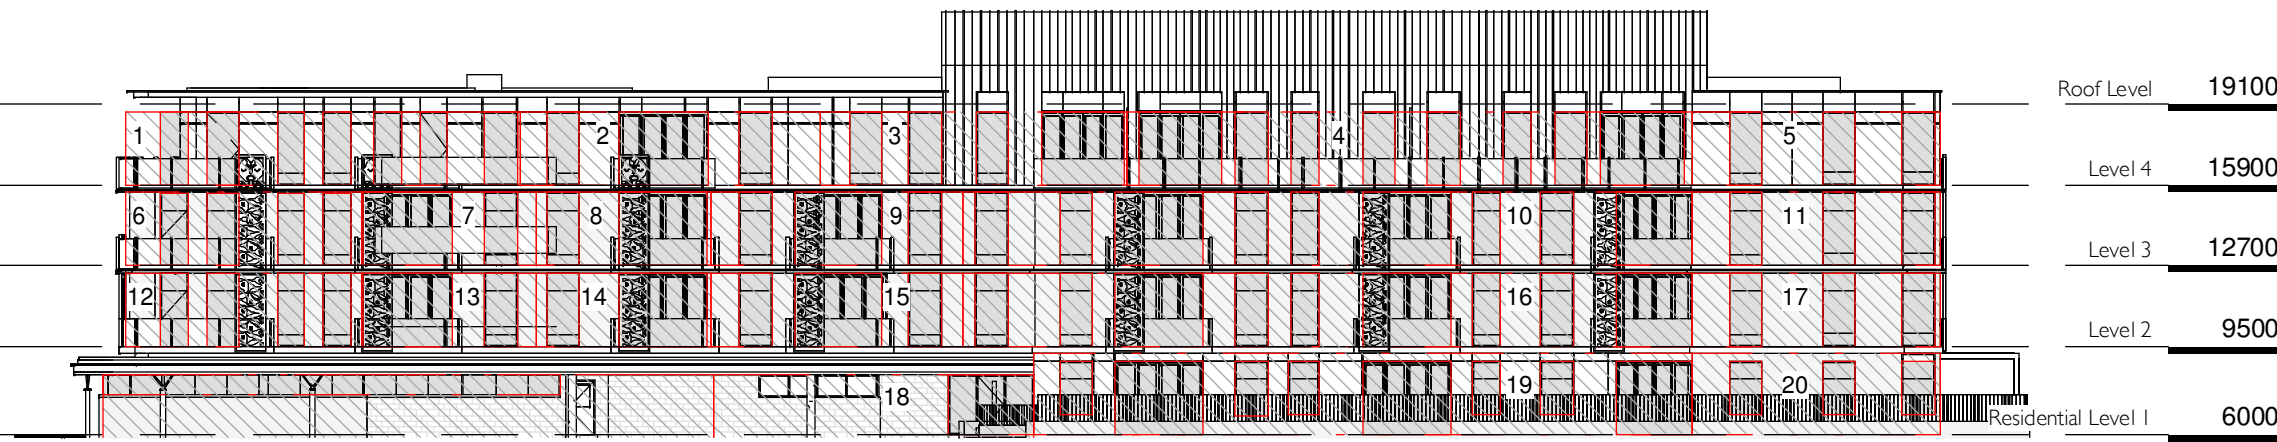 Roof Level 19100
1 2 3 4 5
Level 4 15900
6 7 8 9 10 11
Level 3 12700
12 13 14 15 16 17
Level 2 9500
18 19 20
Residential Level 1 6000